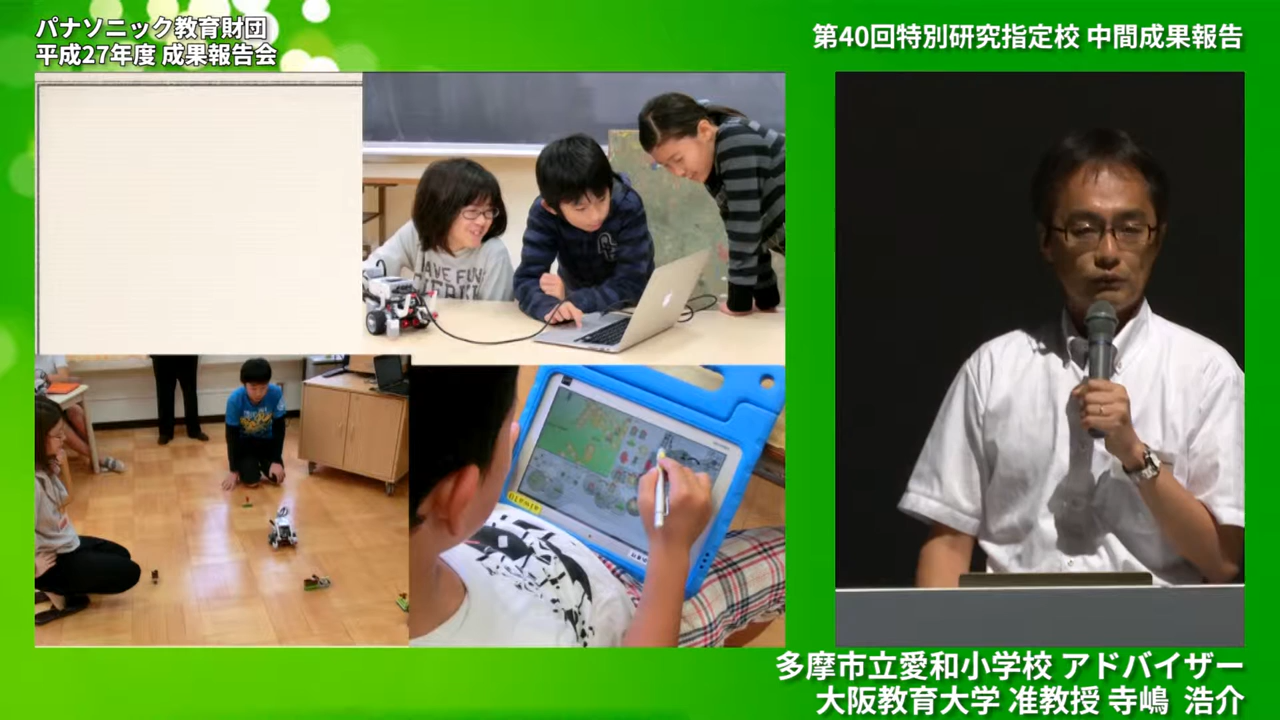 パナソニック教育財団
平成27年度 成果報告会
第40回特別研究指定校 中間成果報告
HAVE FUN
多摩市立愛和小学校 アドバイザー
大阪教育大学 准教授 寺嶋 浩介